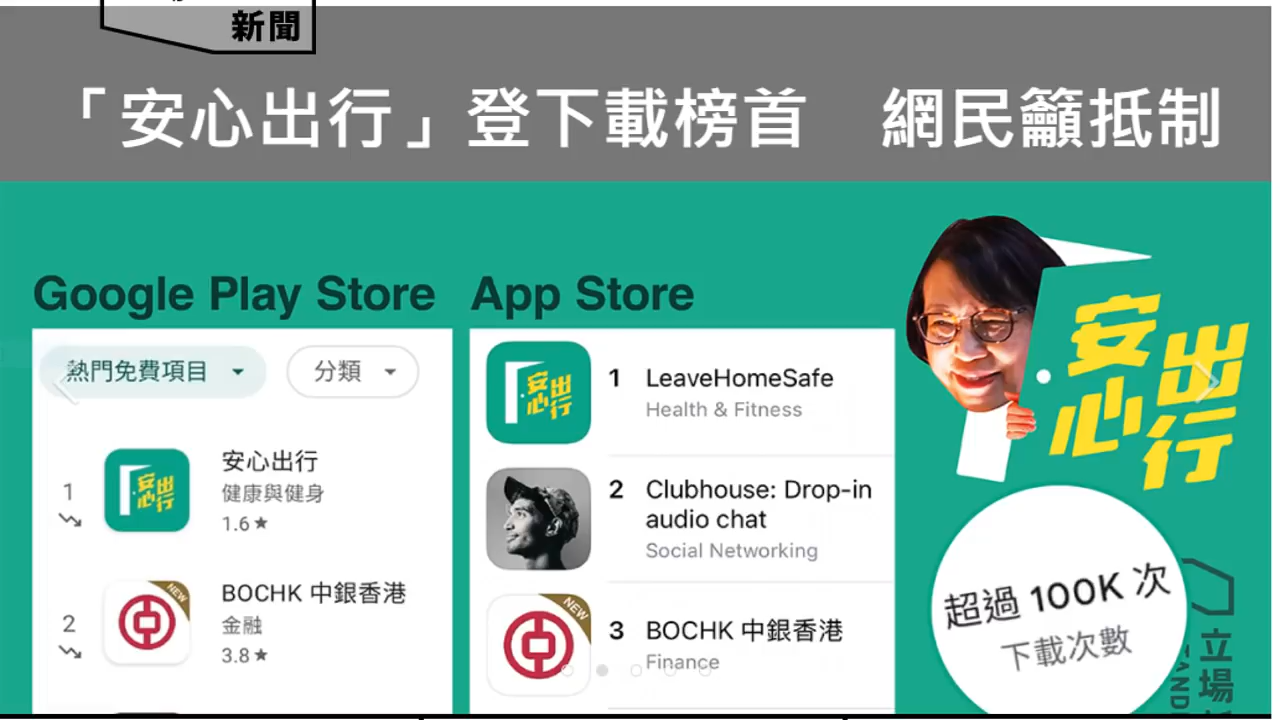 新聞
「安心出行」登下載榜首 網民籲抵制
Google Play Store
App Store
熱門免費項目
分類
1
安心出行
健康與健身
1.6★
2
BOCHK 中銀香港
金融
3.8★
NEW
安心出行
1
LeaveHomeSafe
Health & Fitness
安心出行
2
Clubhouse: Drop-in
audio chat
Social Networking
3
BOCHK 中銀香港
Finance
NEW
安心出行
超過 100K 次
下載次數
立場